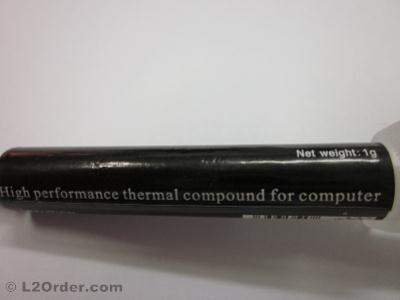 Net weight: 1g
High performance thermal compound for computer
© L2Order.com